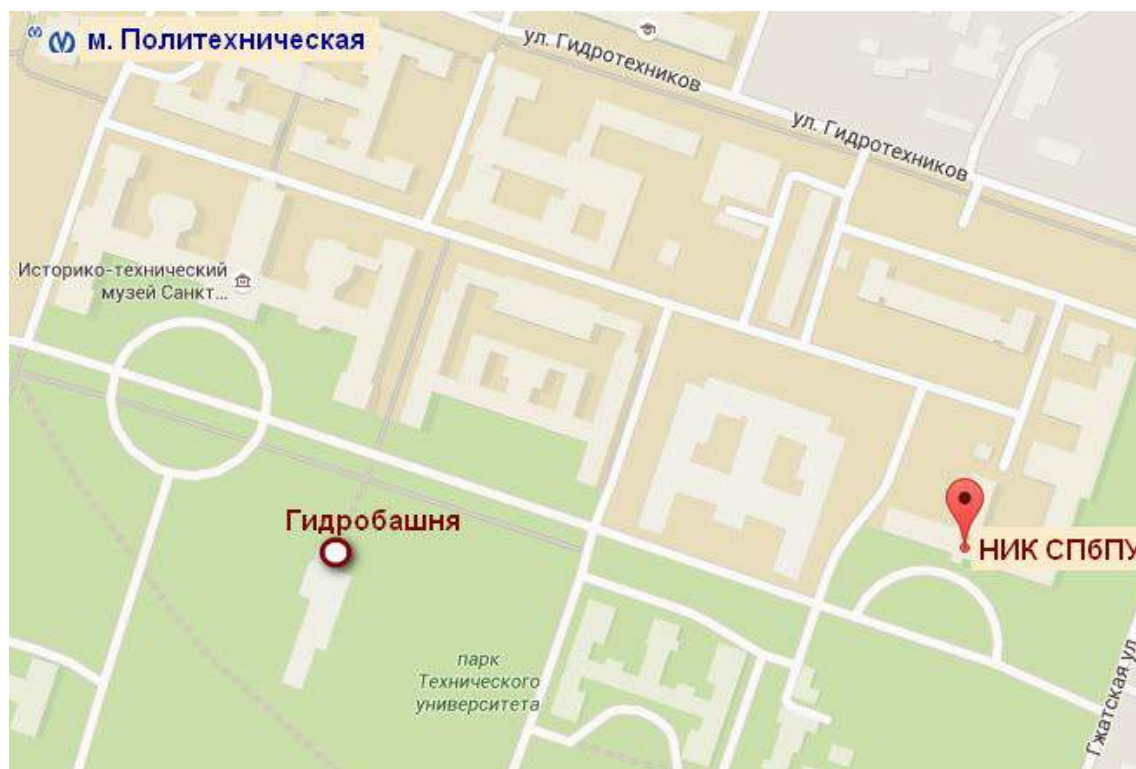 м. Политехническая
ул. Гидротехников
ул. Гидротехников
Историко-технический
музей Санкт...
Гидробашня
НИК СПбПУ
парк
Технического
университета
Гжатская ул